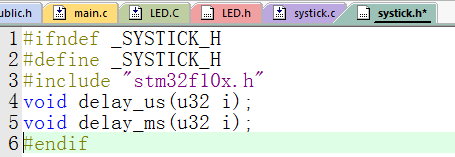 ublic.h main.c LED.C LED.h systick.c systick.h*
1 #ifndef _SYSTICK_H
2 #define _SYSTICK_H
3 #include "stm32f10x.h"
4 void delay_us(u32 i);
5 void delay_ms(u32 i);
6 #endif